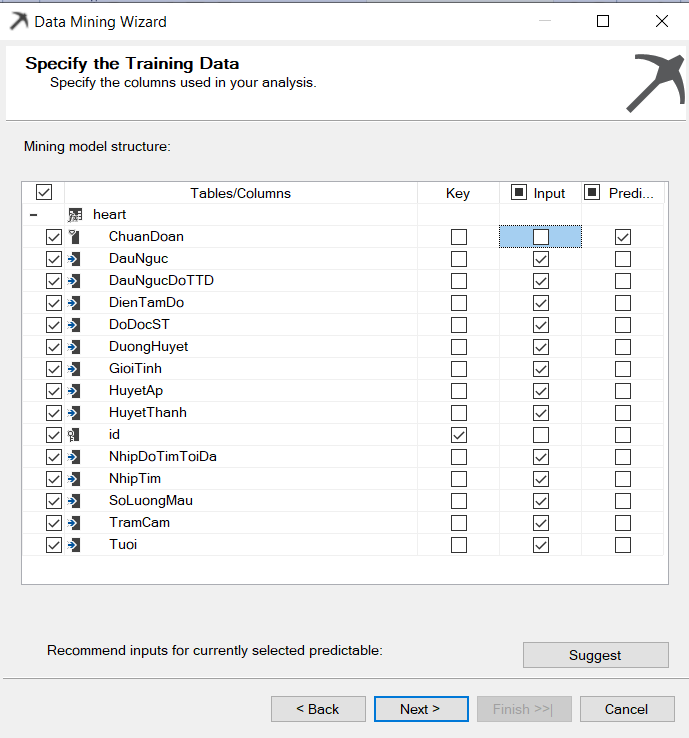 Data Mining Wizard
Specify the Training Data
Specify the columns used in your analysis.
Mining model structure:
Tables/Columns Key Input Predi...
heart
ChuanDoan
DauNguc
DauNgucDoTTD
DienTamDo
DoDocST
DuongHuyet
GioiTinh
HuyetAp
HuyetThanh
id
NhipDoTimToiDa
NhipTim
SoLuongMau
TramCam
Tuoi
Recommend inputs for currently selected predictable:
Suggest
< Back Next > Finish >>| Cancel